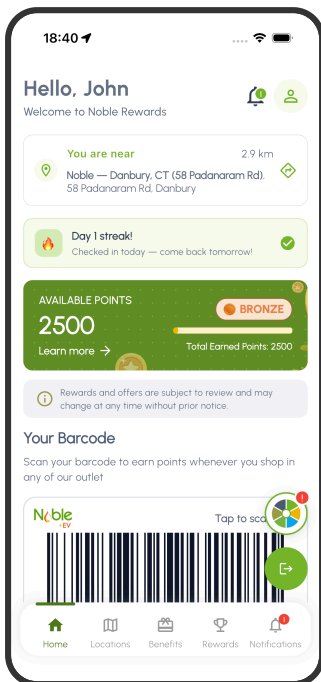 18:40
Hello, John
Welcome to Noble Rewards
1
You are near
2.9 km
Noble — Danbury, CT (58 Padanaram Rd).
58 Padanaram Rd, Danbury
Day 1 streak!
Checked in today — come back tomorrow!
AVAILABLE POINTS
BRONZE
2500
Learn more →
Total Earned Points: 2500
Rewards and offers are subject to review and may
change at any time without prior notice.
Your Barcode
Scan your barcode to earn points whenever you shop in
any of our outlet
Noble
+EV
Tap to sca
!
Home
Locations
Benefits
Rewards
!
Notifications